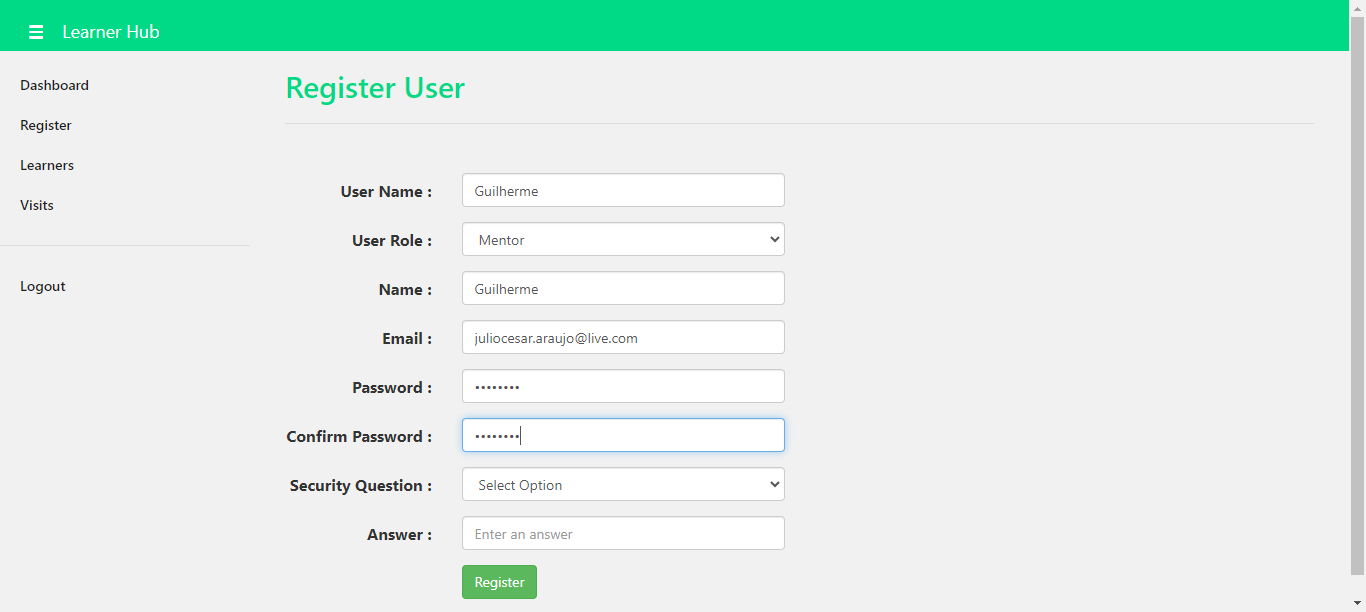 ☰ Learner Hub
Dashboard
Register
Learners
Visits
Logout
Register User
User Name : Guilherme
User Role : Mentor
Name : Guilherme
Email : juliocesar.araujo@live.com
Password : ••••••••
Confirm Password : ••••••••
Security Question : Select Option
Answer : Enter an answer
Register